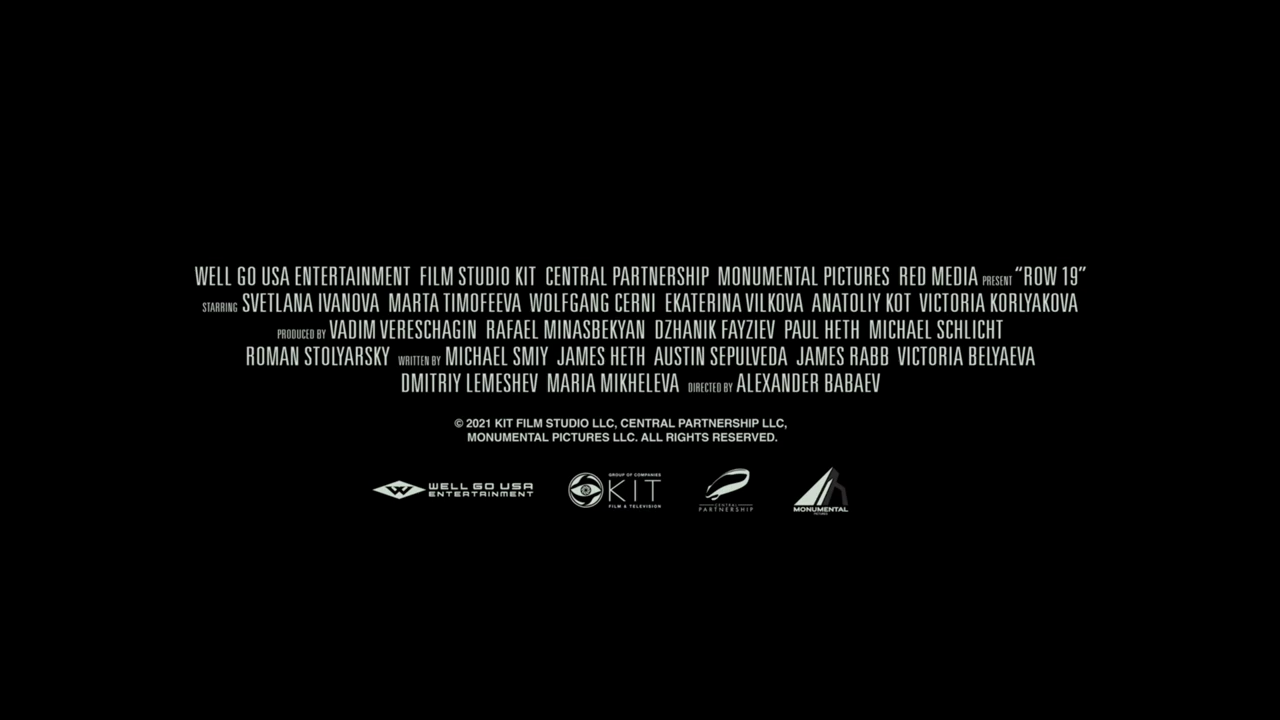 WELL GO USA ENTERTAINMENT FILM STUDIO KIT CENTRAL PARTNERSHIP MONUMENTAL PICTURES RED MEDIA PRESENT “ROW 19”
STARRING SVETLANA IVANOVA MARTA TIMOFEEVA WOLFGANG CERNI EKATERINA VILKOVA ANATOLIY KOT VICTORIA KORLYAKOVA
PRODUCED BY VADIM VERESCHAGIN RAFAEL MINASBEKYAN DZHANIK FAYZIEV PAUL HETH MICHAEL SCHLICHT
ROMAN STOLYARSKY WRITTEN BY MICHAEL SMIY JAMES HETH AUSTIN SEPULVEDA JAMES RABB VICTORIA BELYAEVA
DMITRIY LEMESHEV MARIA MIKHELEVA DIRECTED BY ALEXANDER BABAEV
© 2021 KIT FILM STUDIO LLC, CENTRAL PARTNERSHIP LLC,
MONUMENTAL PICTURES LLC. ALL RIGHTS RESERVED.
WELL GO USA
ENTERTAINMENT
GROUP OF COMPANIES
KIT
FILM & TELEVISION
CENTRAL
PARTNERSHIP
MONUMENTAL
PICTURES